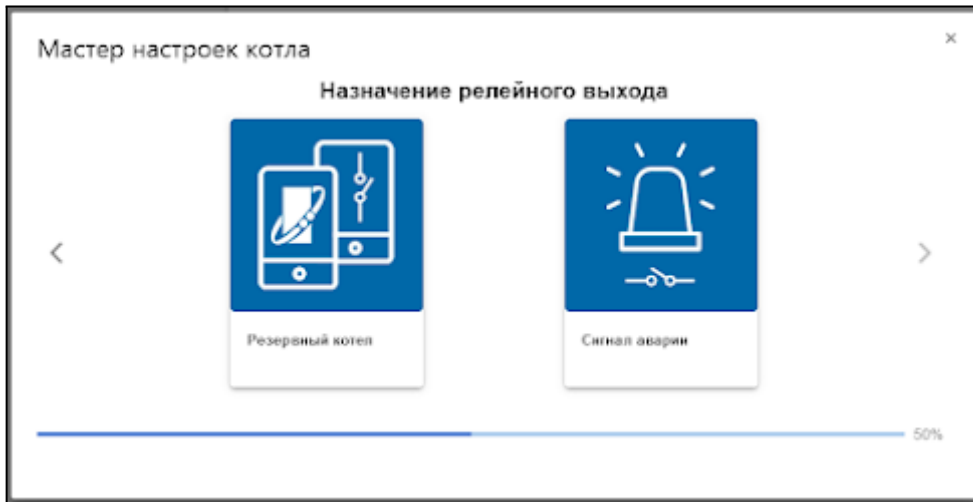 Мастер настроек котла
×
Назначение релейного выхода
Резервный котел
Сигнал аварии
50%